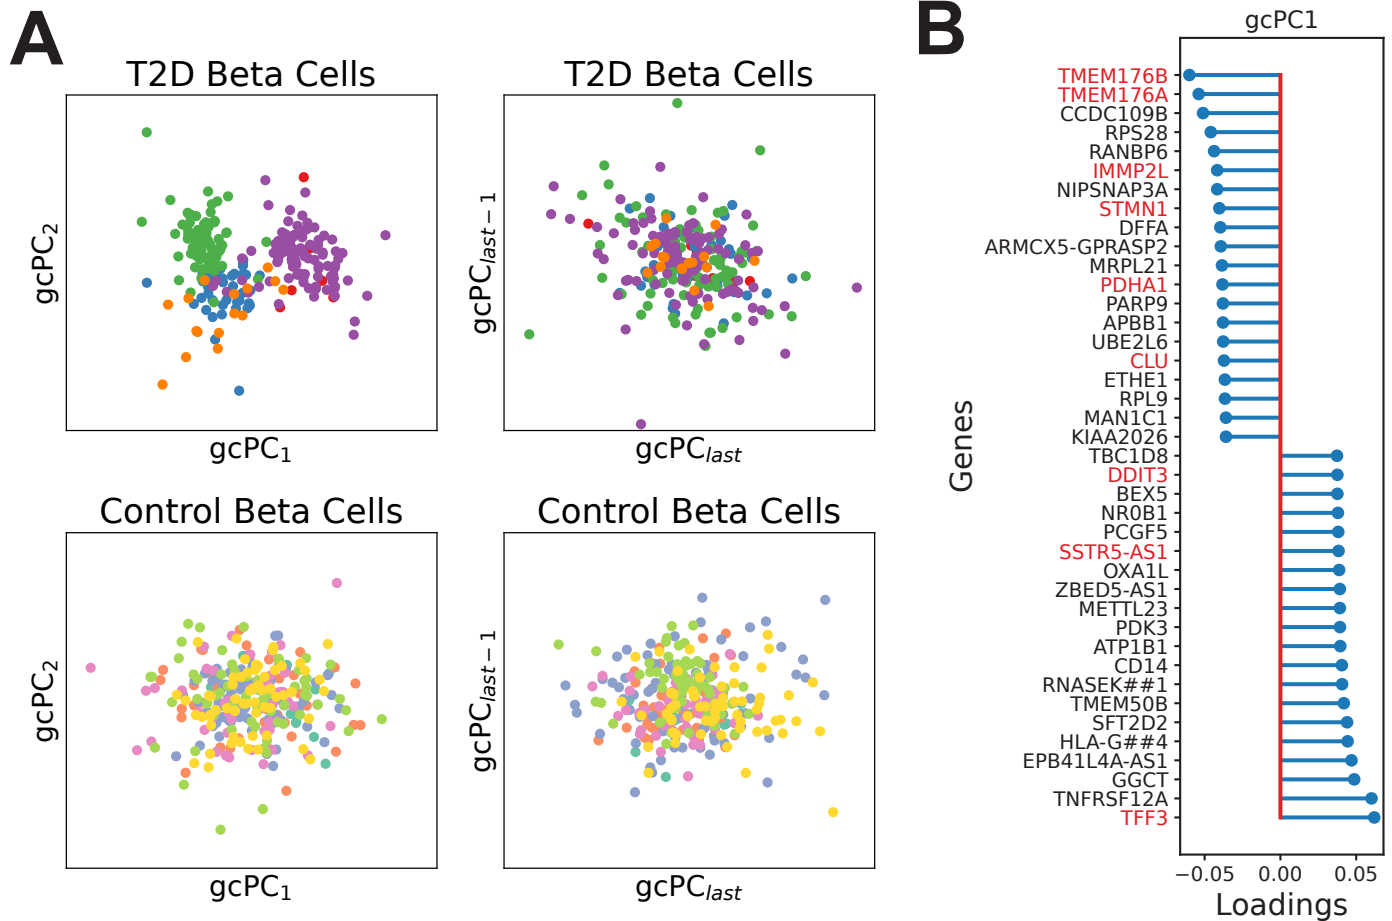 A
T2D Beta Cells
gcPC2
gcPC1
T2D Beta Cells
gcPClast − 1
gcPClast
Control Beta Cells
gcPC2
gcPC1
Control Beta Cells
gcPClast − 1
gcPClast
B
gcPC1
Genes
TMEM176B
TMEM176A
CCDC109B
RPS28
RANBP6
IMMP2L
NIPSNAP3A
STMN1
DFFA
ARMCX5-GPRASP2
MRPL21
PDHA1
PARP9
APBB1
UBE2L6
CLU
ETHE1
RPL9
MAN1C1
KIAA2026
TBC1D8
DDIT3
BEX5
NR0B1
PCGF5
SSTR5-AS1
OXA1L
ZBED5-AS1
METTL23
PDK3
ATP1B1
CD14
RNASEK##1
TMEM50B
SFT2D2
HLA-G##4
EPB41L4A-AS1
GGCT
TNFRSF12A
TFF3
−0.05 0.00 0.05
Loadings